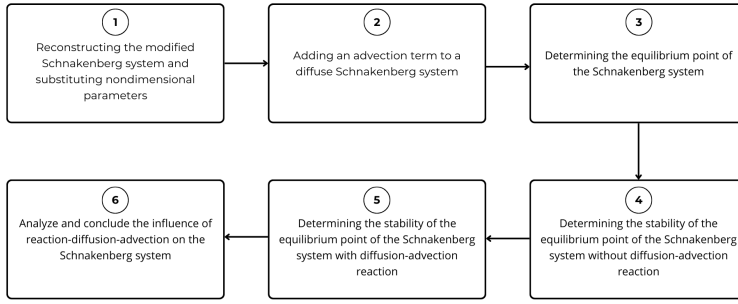 1
Reconstructing the modified
Schnakenberg system and
substituting nondimensional
parameters
2
Adding an advection term to a
diffuse Schnakenberg system
3
Determining the equilibrium point of
the Schnakenberg system
4
Determining the stability of the
equilibrium point of the Schnakenberg
system without diffusion-advection
reaction
5
Determining the stability of the
equilibrium point of the Schnakenberg
system with diffusion-advection
reaction
6
Analyze and conclude the influence of
reaction-diffusion-advection on the
Schnakenberg system